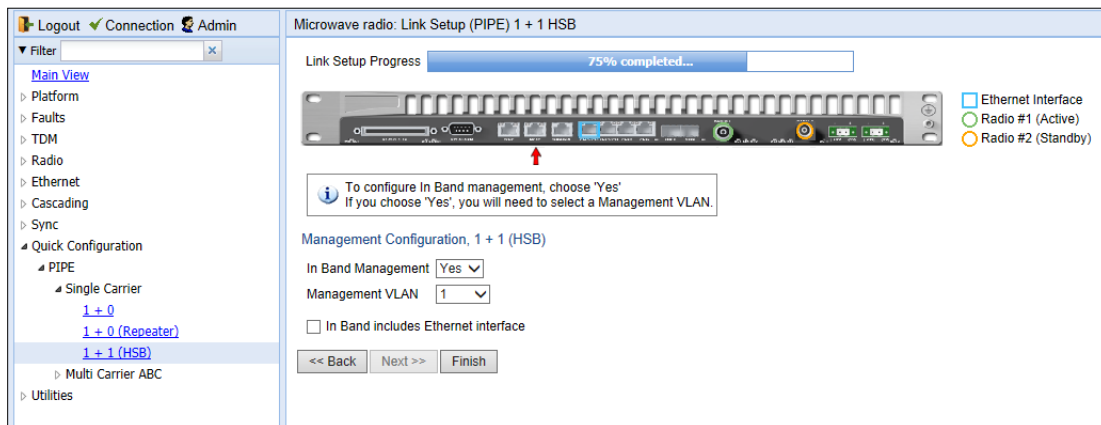 Logout Connection Admin
Filter
Main View
Platform
Faults
TDM
Radio
Ethernet
Cascading
Sync
Quick Configuration
PIPE
Single Carrier
1 + 0
1 + 0 (Repeater)
1 + 1 (HSB)
Multi Carrier ABC
Utilities
Microwave radio: Link Setup (PIPE) 1 + 1 HSB
Link Setup Progress 75% completed...
Ethernet Interface
Radio #1 (Active)
Radio #2 (Standby)
To configure In Band management, choose 'Yes'
If you choose 'Yes', you will need to select a Management VLAN.
Management Configuration, 1 + 1 (HSB)
In Band Management Yes
Management VLAN 1
In Band includes Ethernet interface
<< Back Next >> Finish